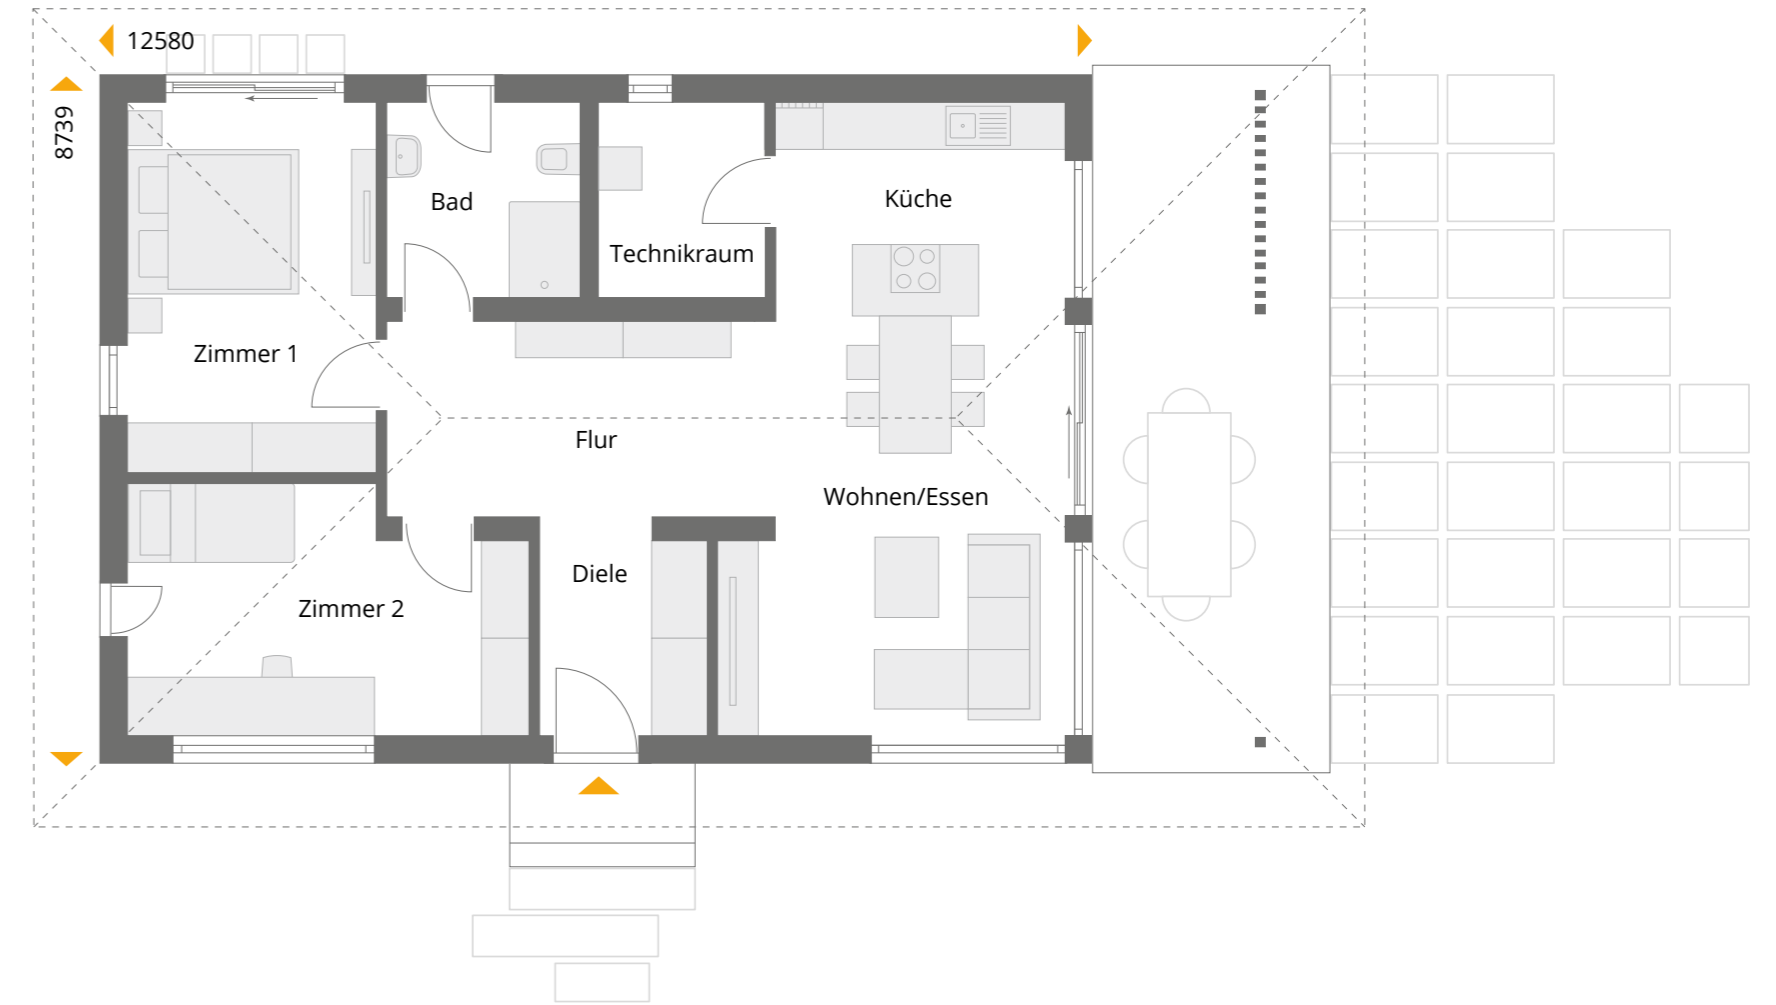 12580
8739
Bad
Küche
Technikraum
Zimmer 1
Flur
Wohnen/Essen
Diele
Zimmer 2